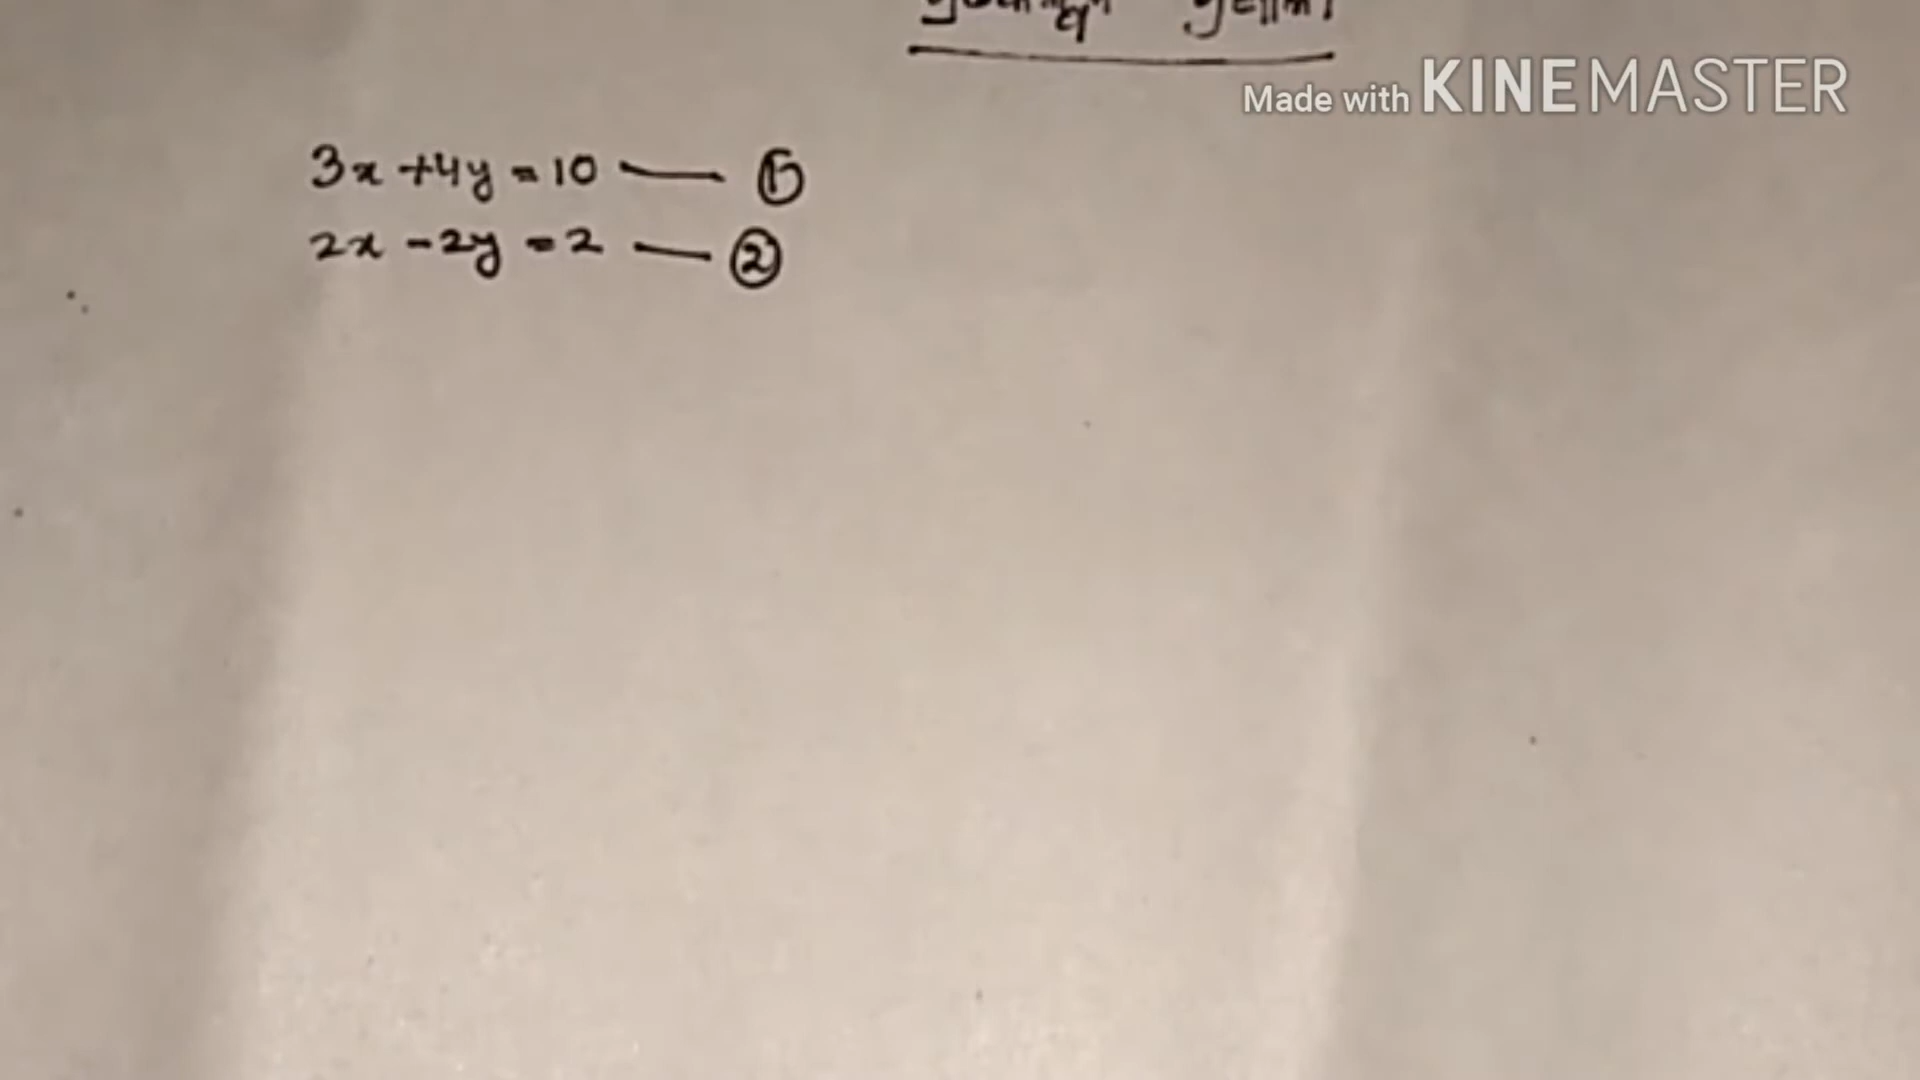 Made with KINEMASTER
3x + 4y = 10 — ①
2x - 2y = 2 — ②